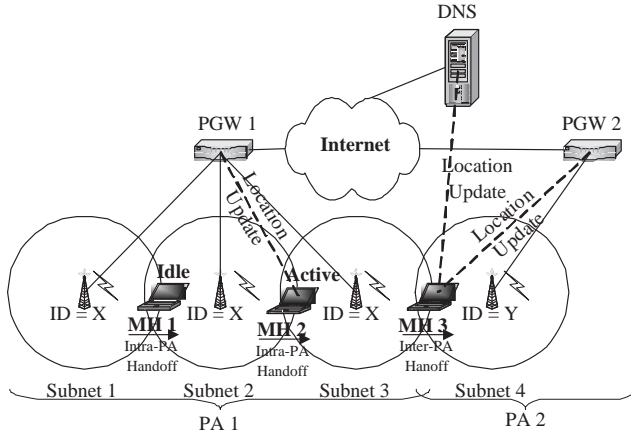 DNS
PGW 1
Internet
PGW 2
Location
Update
Location
Update
Location
Update
Idle
Active
ID = X
ID = X
ID = X
ID = Y
MH 1
MH 2
MH 3
Intra-PA
Handoff
Intra-PA
Handoff
Inter-PA
Hanoff
Subnet 1
Subnet 2
Subnet 3
Subnet 4
PA 1
PA 2